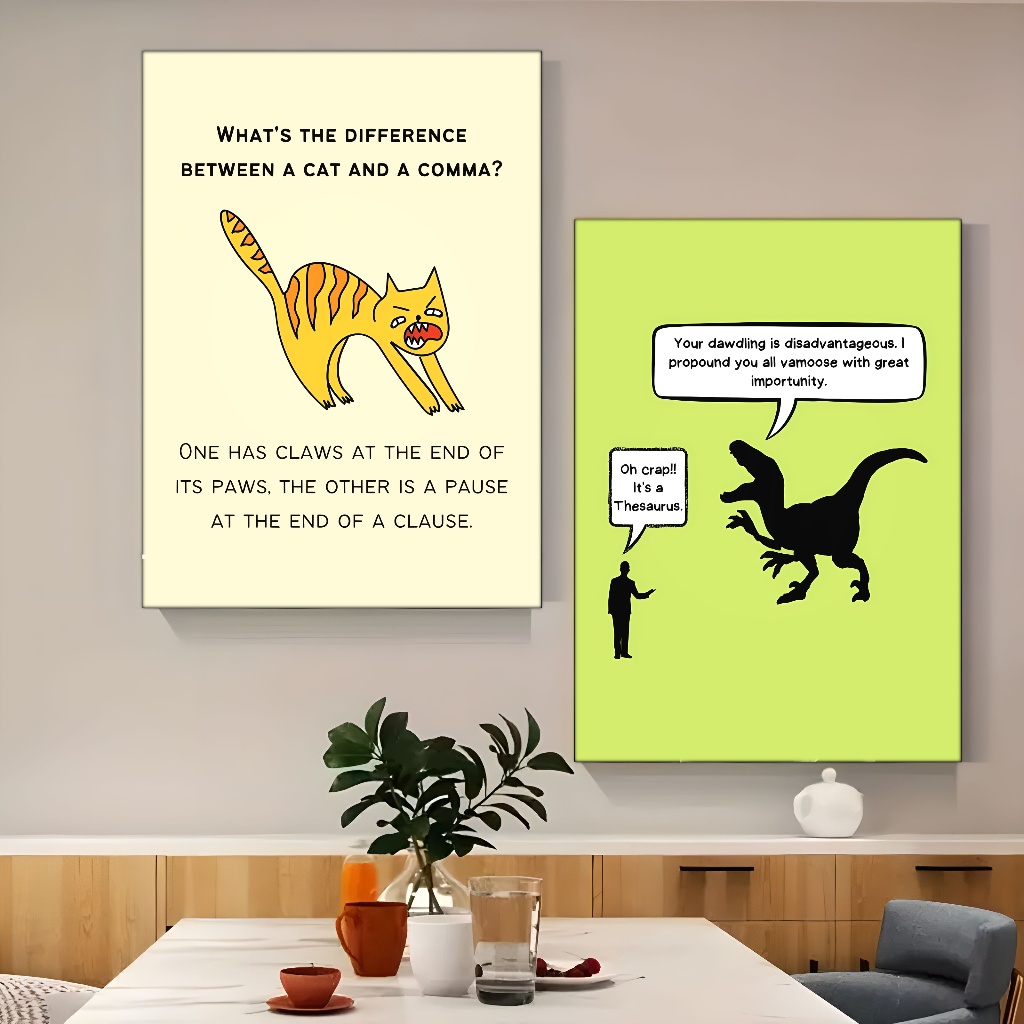 What's the difference
between a cat and a comma?
One has claws at the end of
its paws, the other is a pause
at the end of a clause.
Your dawdling is disadvantageous. I
propound you all vamoose with great
importunity.
Oh crap!!
It's a
Thesaurus.